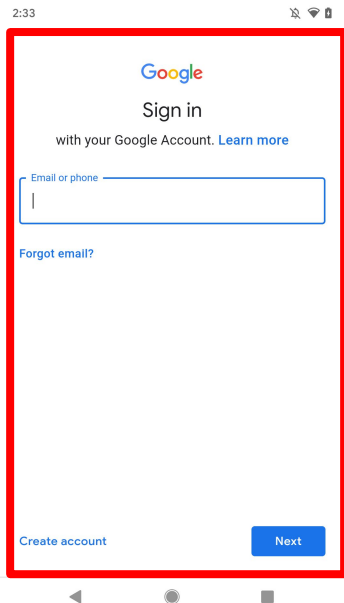 2:33
Google
Sign in
with your Google Account. Learn more
Email or phone
Forgot email?
Create account
Next